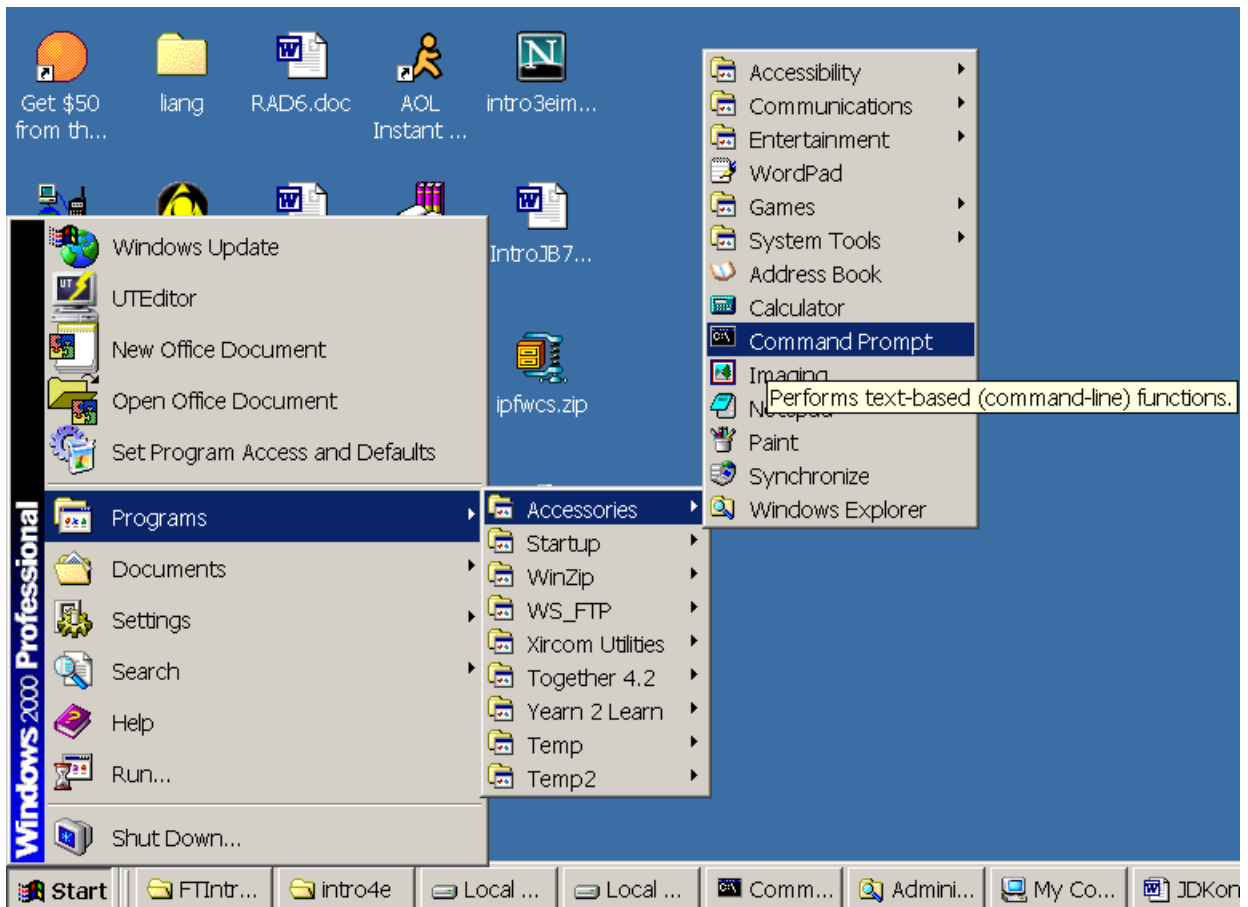 Get $50
from th...
liang
RAD6.doc
AOL
Instant ...
intro3eim...
IntroJB7...
ipfwcs.zip
Windows 2000 Professional
Windows Update
UTEditor
New Office Document
Open Office Document
Set Program Access and Defaults
Programs
Documents
Settings
Search
Help
Run...
Shut Down...
Accessories
Startup
WinZip
WS_FTP
Xircom Utilities
Together 4.2
Yearn 2 Learn
Temp
Temp2
Accessibility
Communications
Entertainment
WordPad
Games
System Tools
Address Book
Calculator
Command Prompt
Imaging
Performs text-based (command-line) functions.
Notepad
Paint
Synchronize
Windows Explorer
Start
FTIntr...
intro4e
Local ...
Local ...
Comm...
Admini...
My Co...
JDKon